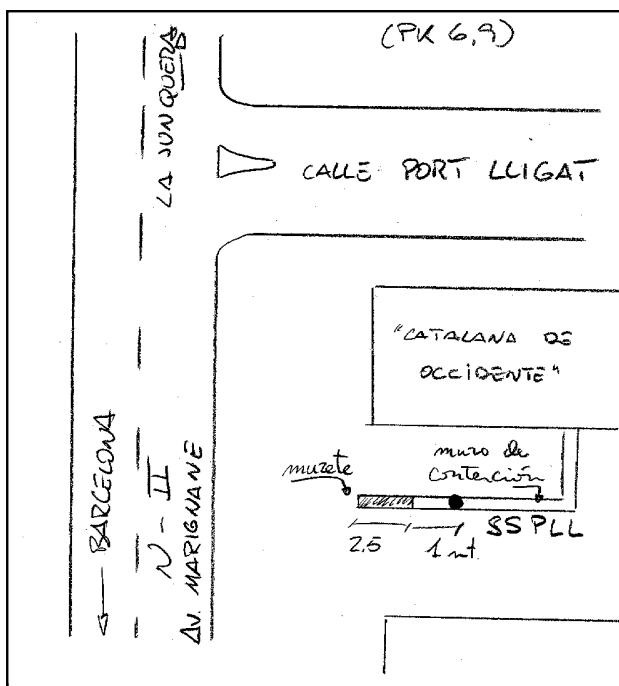 (PK 6,9)
LA JUNQUERA
CALLE PORT LLIGAT
"CATALANA DE
OCCIDENTE"
murete
muro de
contención
SSPLL
2.5
1 mt.
BARCELONA
N-II
AV. MARIGNANE